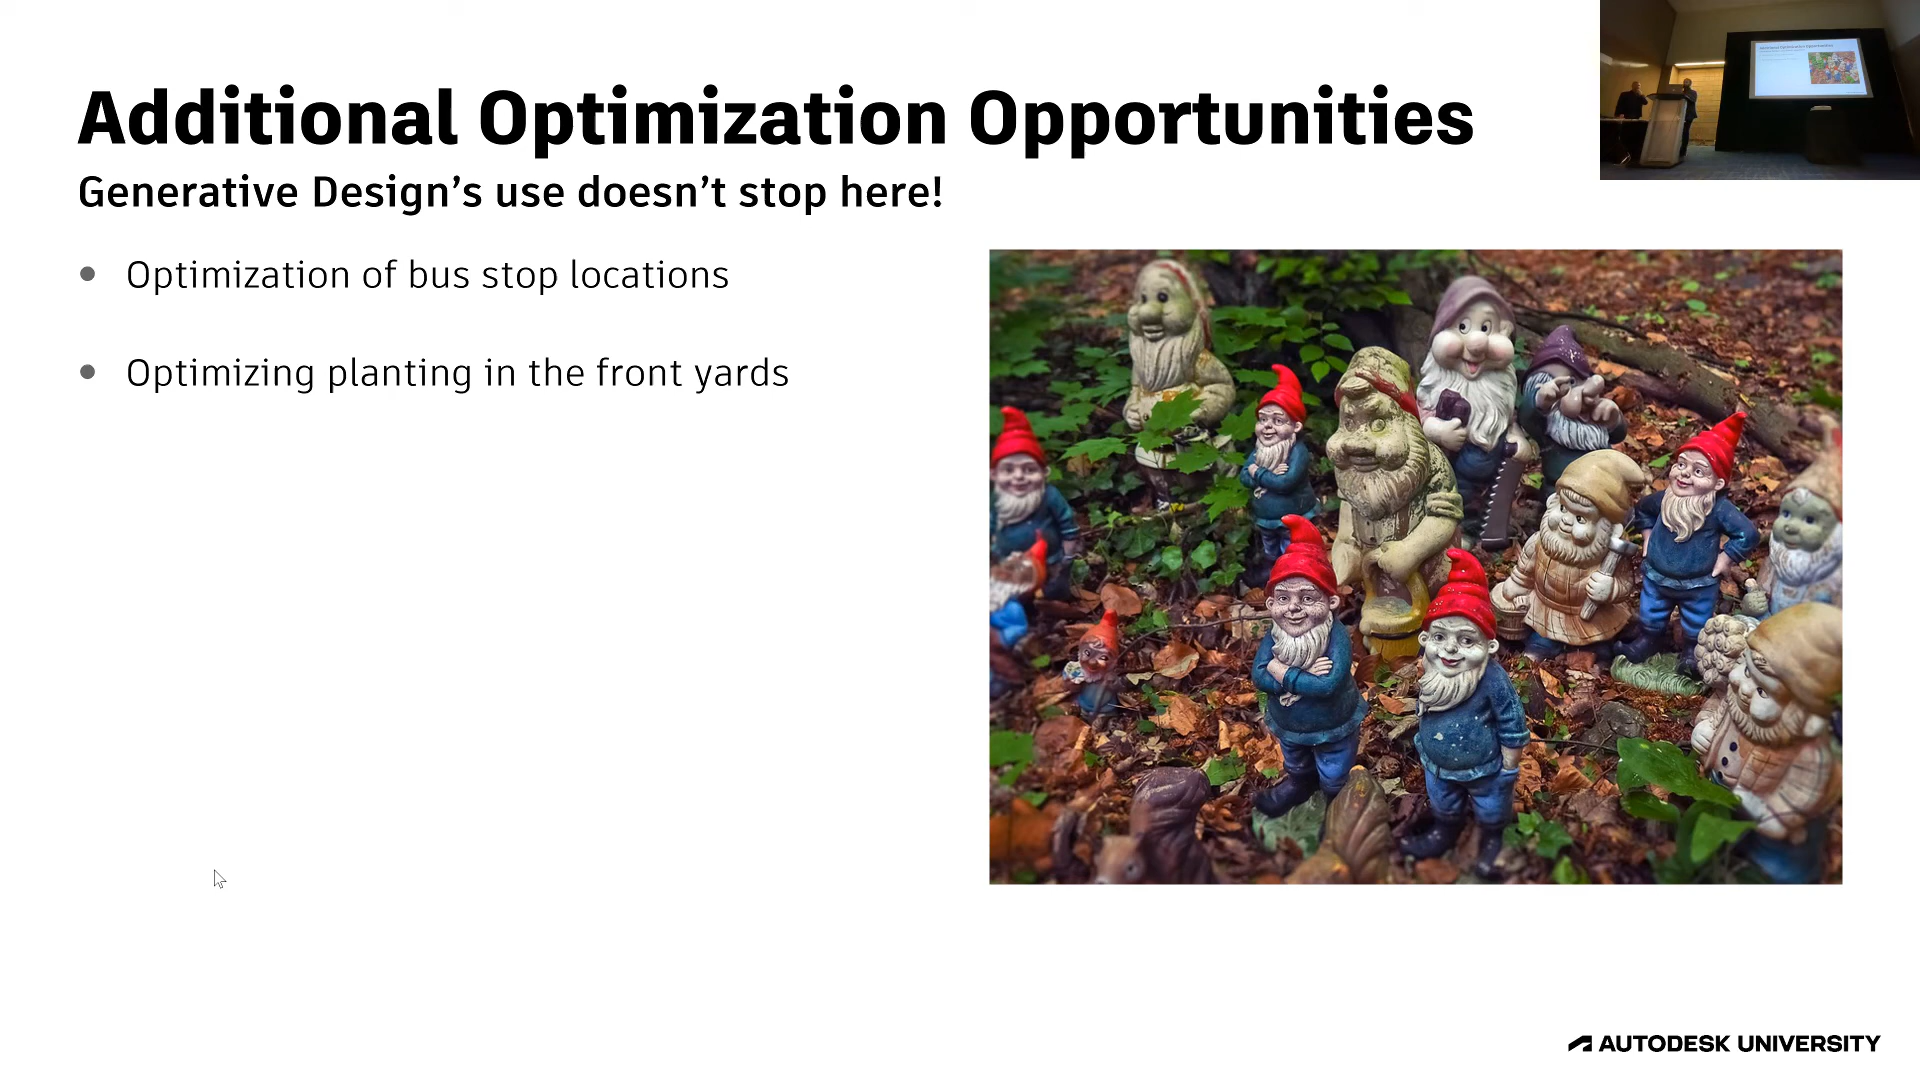 Additional Optimization Opportunities
Generative Design’s use doesn’t stop here!
• Optimization of bus stop locations
• Optimizing planting in the front yards
AUTODESK UNIVERSITY